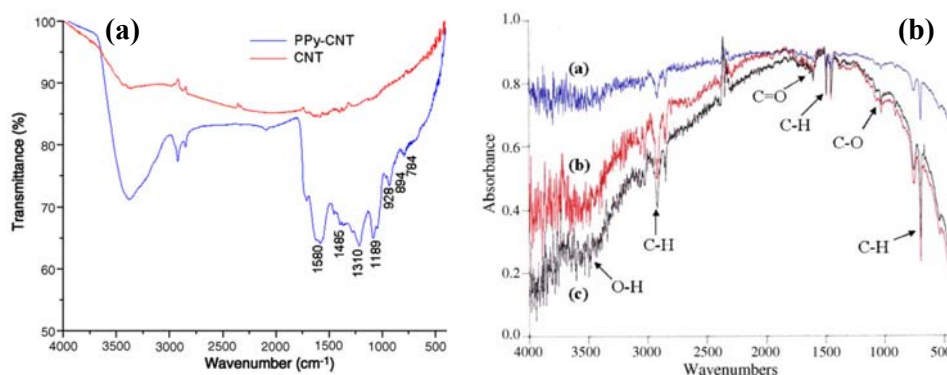 (a)
PPy-CNT
CNT
100
90
80
70
60
50
Transmittance (%)
1580
1485
1310
1189
928
894
784
4000 3500 3000 2500 2000 1500 1000 500
Wavenumber (cm-1)
(b)
1.0
0.8
0.6
0.4
0.2
0.0
Absorbance
(a)
(b)
(c)
C=O
C-H
C-O
C-H
C-H
O-H
4000 3000 2000 1500 1000 500
Wavenumbers